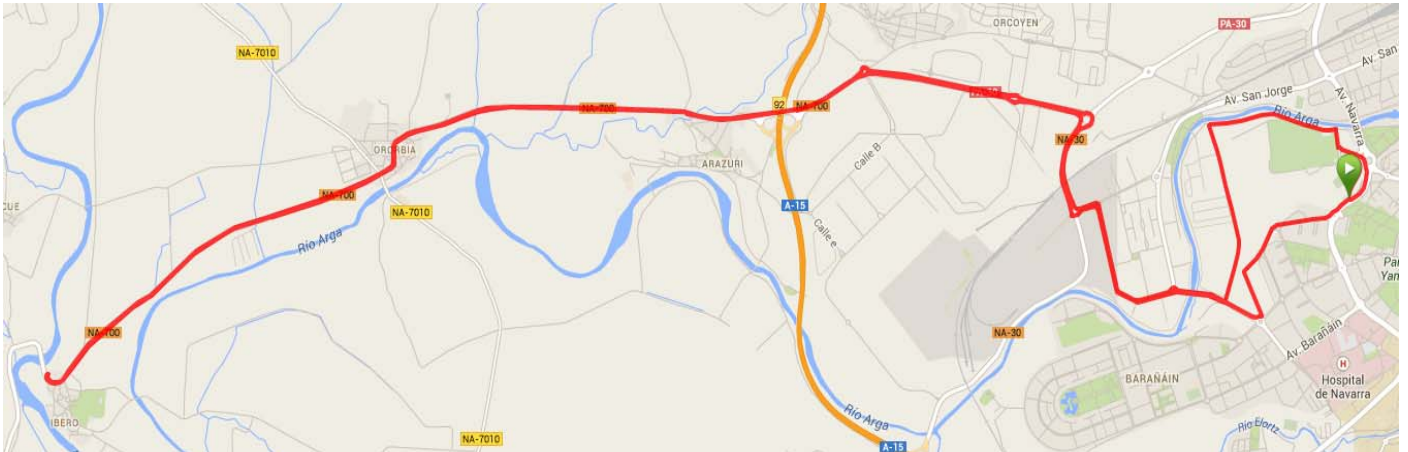 ORCOYEN
PA-30
NA-7010
Av. San
Av. San Jorge
Av. Navarra
92
NA-700
NA-700
Río Arga
NA-30
ORORBIA
ARAZURI
Calle B
NA-700
A-15
CUE
NA-7010
Calle e
Río Arga
Par
Yam
NA-700
NA-30
Av. Barañáin
H
Hospital
de Navarra
BARAÑÁIN
IBERO
Río Arga
Río Elortz
NA-7010
A-15